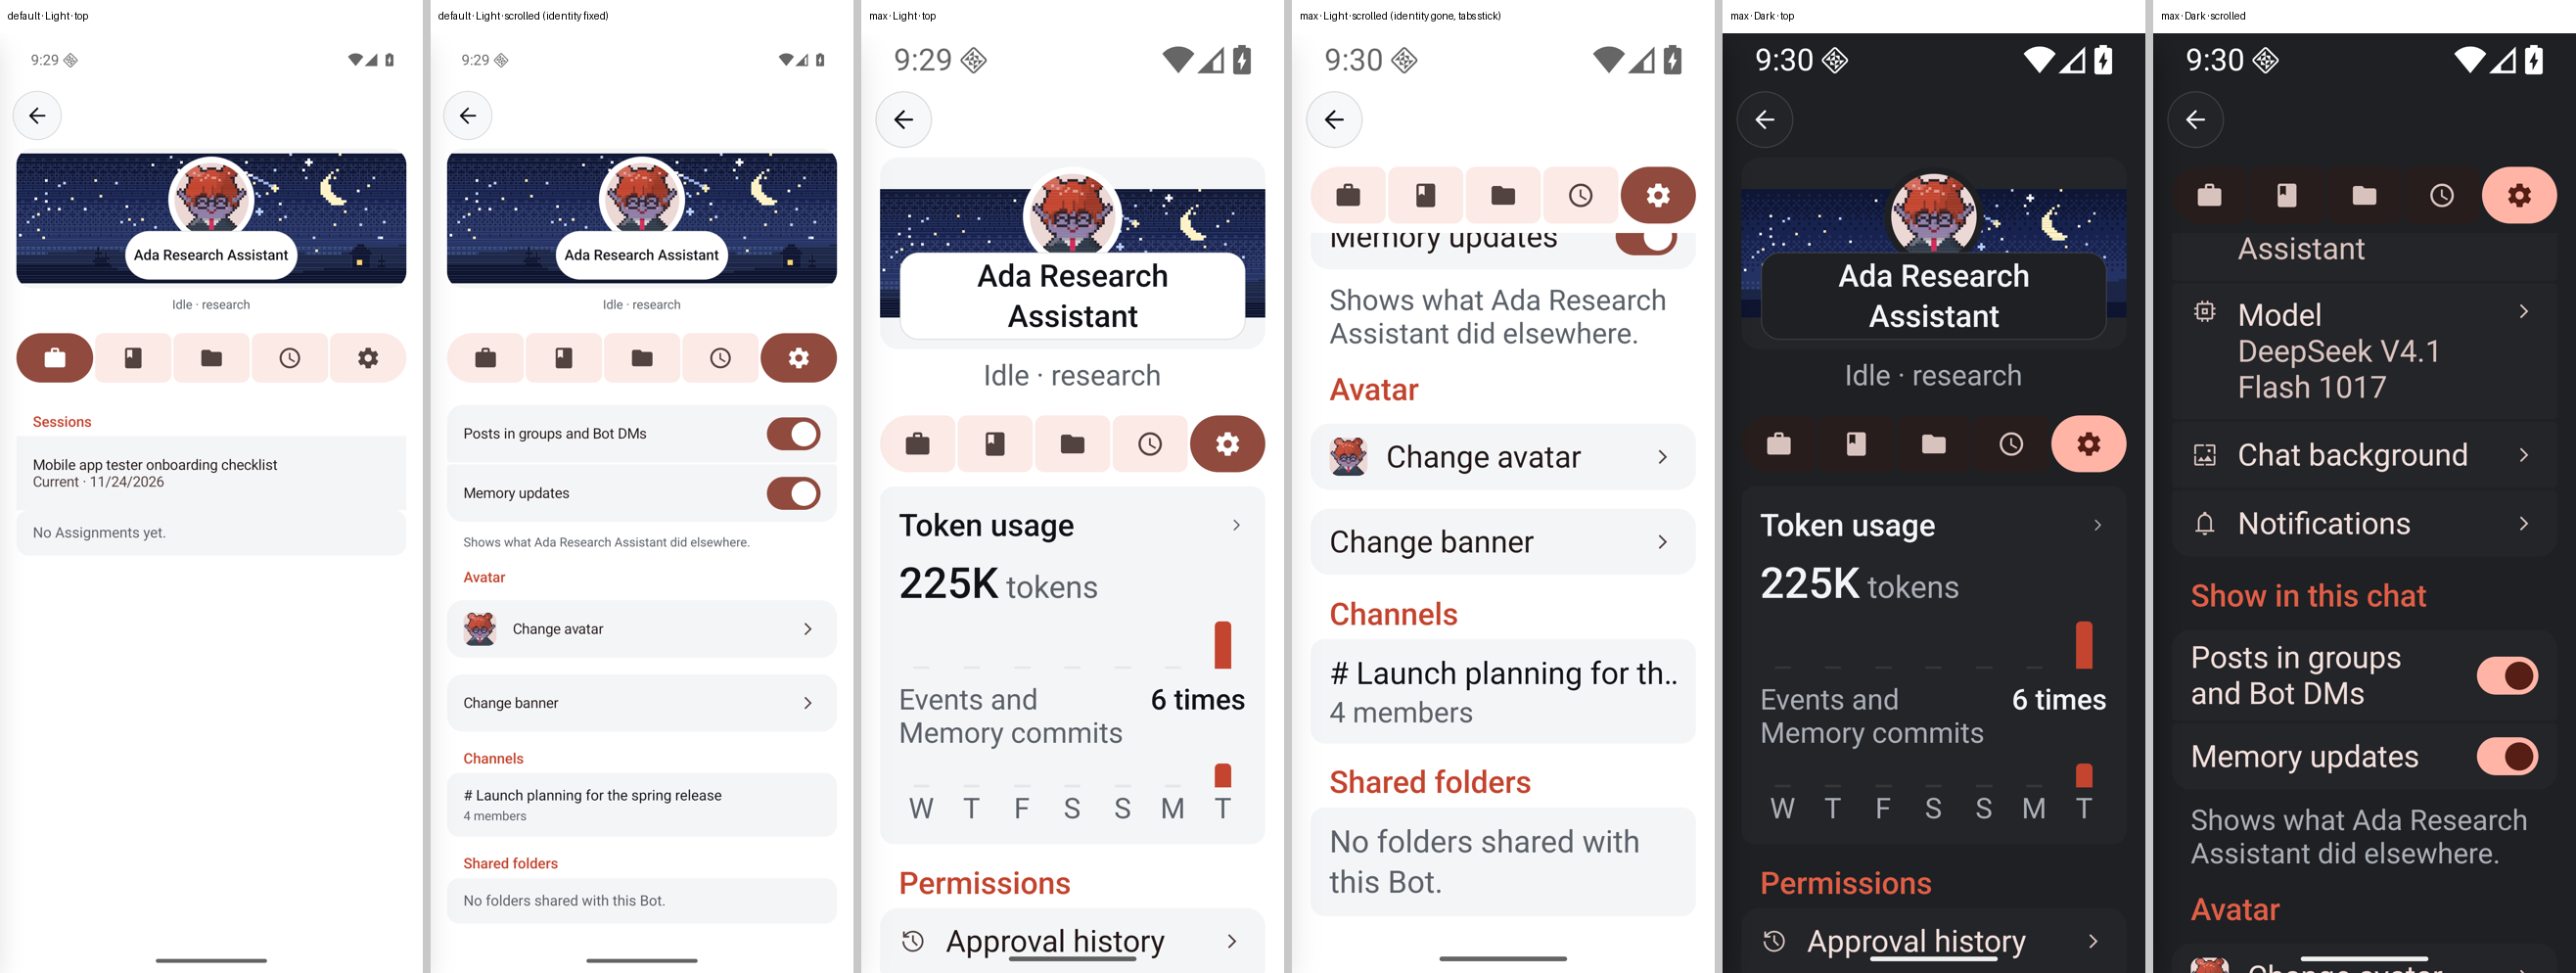 default · Light · top
9:29
Ada Research Assistant
Idle · research
Sessions
Mobile app tester onboarding checklist
Current · 11/24/2026
No Assignments yet.
default · Light · scrolled (identity fixed)
9:29
Ada Research Assistant
Idle · research
Posts in groups and Bot DMs
Memory updates
Shows what Ada Research Assistant did elsewhere.
Avatar
Change avatar
Change banner
Channels
# Launch planning for the spring release
4 members
Shared folders
No folders shared with this Bot.
max · Light · top
9:29
Ada Research
Assistant
Idle · research
Token usage
225K tokens
Events and
Memory commits
6 times
W T F S S M T
Permissions
Approval history
max · Light · scrolled (identity gone, tabs stick)
9:30
Memory updates
Shows what Ada Research
Assistant did elsewhere.
Avatar
Change avatar
Change banner
Channels
# Launch planning for th..
4 members
Shared folders
No folders shared with
this Bot.
max · Dark · top
9:30
Ada Research
Assistant
Idle · research
Token usage
225K tokens
Events and
Memory commits
6 times
W T F S S M T
Permissions
Approval history
max · Dark · scrolled
9:30
Assistant
Model
DeepSeek V4.1
Flash 1017
Chat background
Notifications
Show in this chat
Posts in groups
and Bot DMs
Memory updates
Shows what Ada Research
Assistant did elsewhere.
Avatar
Change avatar